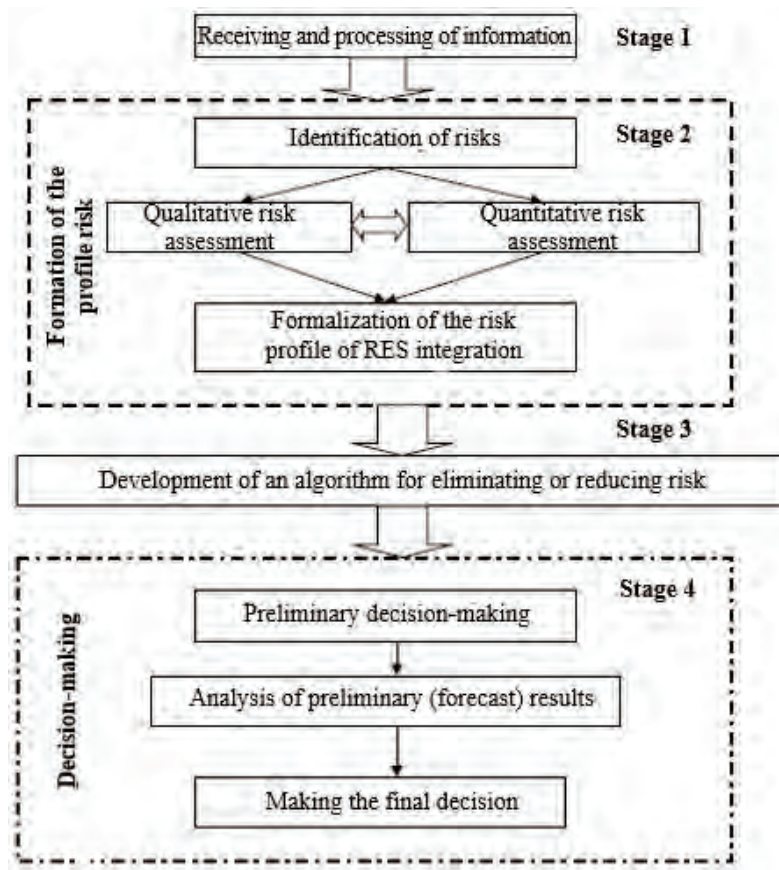 Receiving and processing of information
Stage 1
Formation of the
profile risk
Stage 2
Identification of risks
Qualitative risk
assessment
Quantitative risk
assessment
Formalization of the risk
profile of RES integration
Stage 3
Development of an algorithm for eliminating or reducing risk
Decision-making
Stage 4
Preliminary decision-making
Analysis of preliminary (forecast) results
Making the final decision